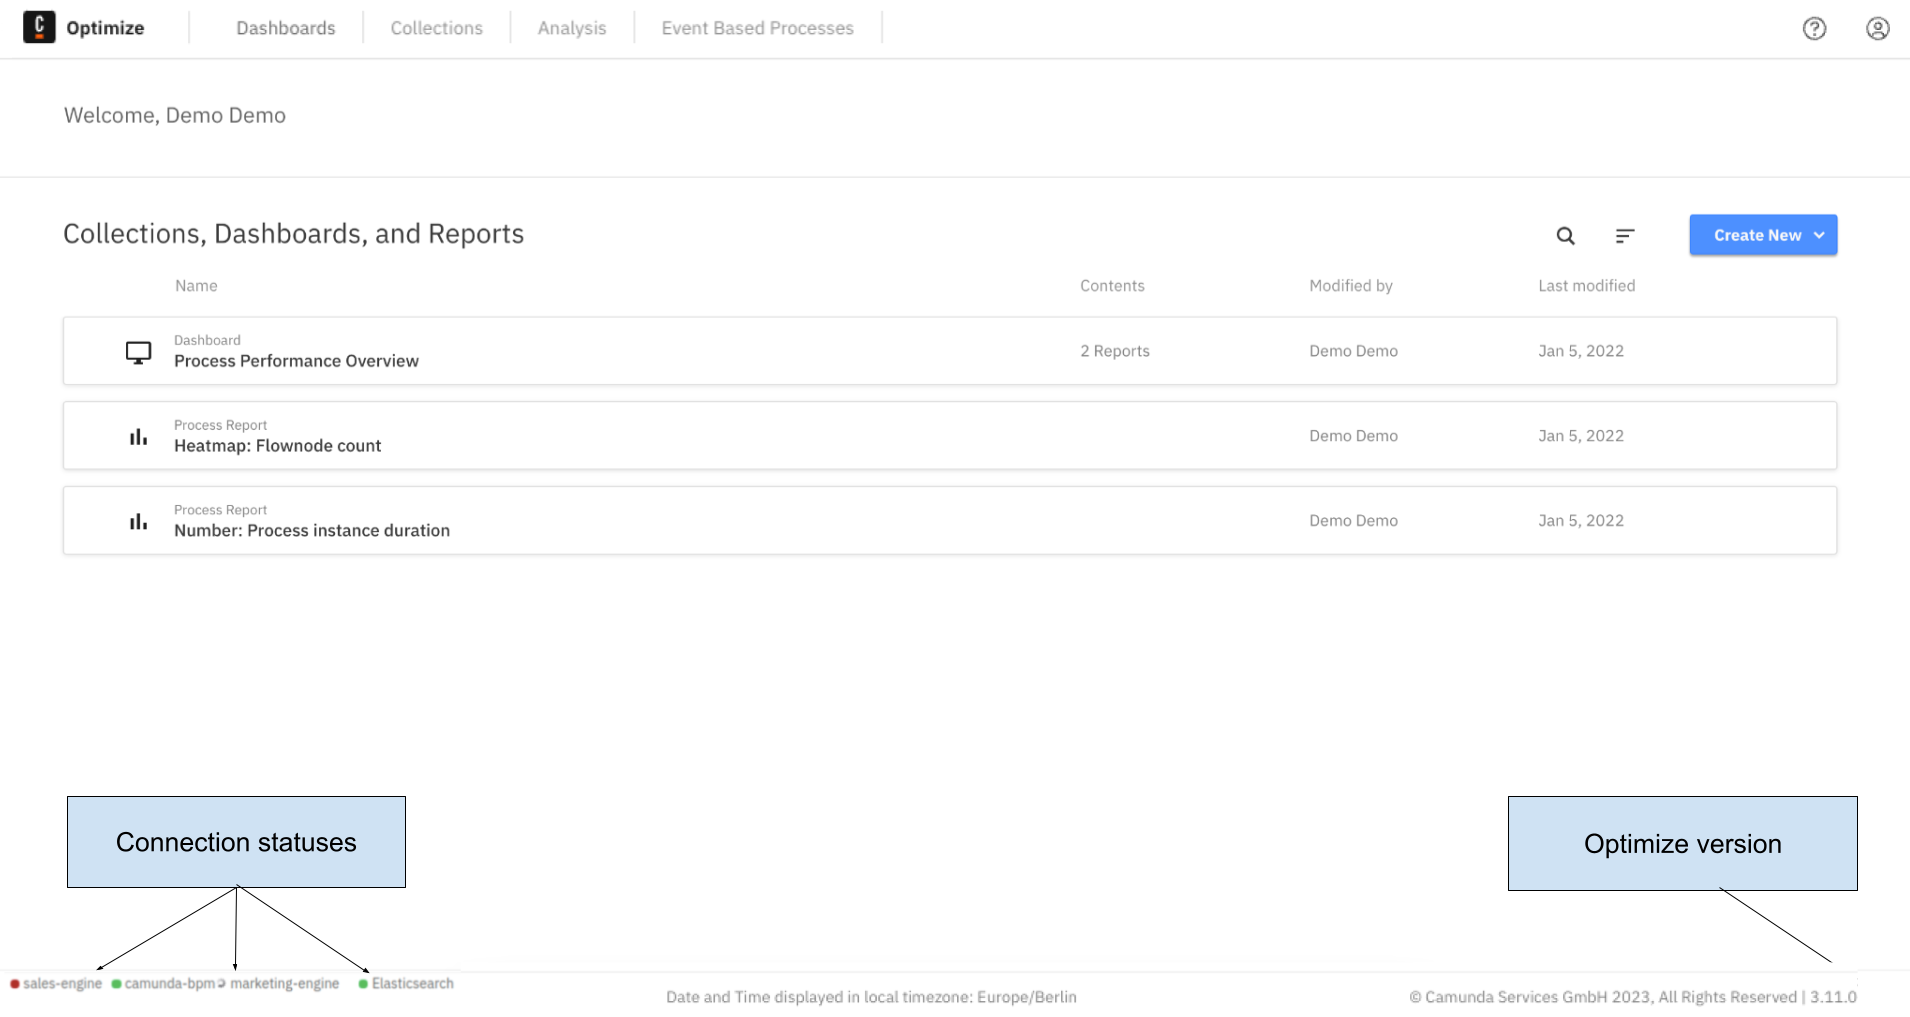 C Optimize Dashboards Collections Analysis Event Based Processes ?
Welcome, Demo Demo
Collections, Dashboards, and Reports Create New
Name Contents Modified by Last modified
Dashboard
Process Performance Overview 2 Reports Demo Demo Jan 5, 2022
Process Report
Heatmap: Flownode count Demo Demo Jan 5, 2022
Process Report
Number: Process instance duration Demo Demo Jan 5, 2022
Connection statuses
Optimize version
sales-engine camunda-bpm marketing-engine Elasticsearch
Date and Time displayed in local timezone: Europe/Berlin
© Camunda Services GmbH 2023, All Rights Reserved | 3.11.0